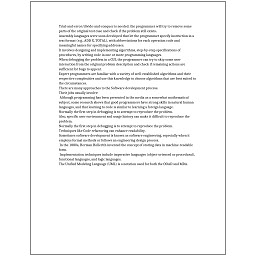 Trial-and-error/divide-and-conquer is needed: the programmer will try to remove some
parts of the original test case and check if the problem still exists.
Assembly languages were soon developed that let the programmer specify instruction in a
text format (e.g., ADD X, TOTAL), with abbreviations for each operation code and
meaningful names for specifying addresses.
It involves designing and implementing algorithms, step-by-step specifications of
procedures, by writing code in one or more programming languages.
When debugging the problem in a GUI, the programmer can try to skip some user
interaction from the original problem description and check if remaining actions are
sufficient for bugs to appear.
Expert programmers are familiar with a variety of well-established algorithms and their
respective complexities and use this knowledge to choose algorithms that are best suited to
the circumstances.
There are many approaches to the Software development process.
Their jobs usually involve:
Although programming has been presented in the media as a somewhat mathematical
subject, some research shows that good programmers have strong skills in natural human
languages, and that learning to code is similar to learning a foreign language.
Normally the first step in debugging is to attempt to reproduce the problem.
Also, specific user environment and usage history can make it difficult to reproduce the
problem.
Normally the first step in debugging is to attempt to reproduce the problem.
Techniques like Code refactoring can enhance readability.
Sometimes software development is known as software engineering, especially when it
employs formal methods or follows an engineering design process.
In the 1880s, Herman Hollerith invented the concept of storing data in machine-readable
form.
Implementation techniques include imperative languages (object-oriented or procedural),
functional languages, and logic languages.
The Unified Modeling Language (UML) is a notation used for both the OOAD and MDA.